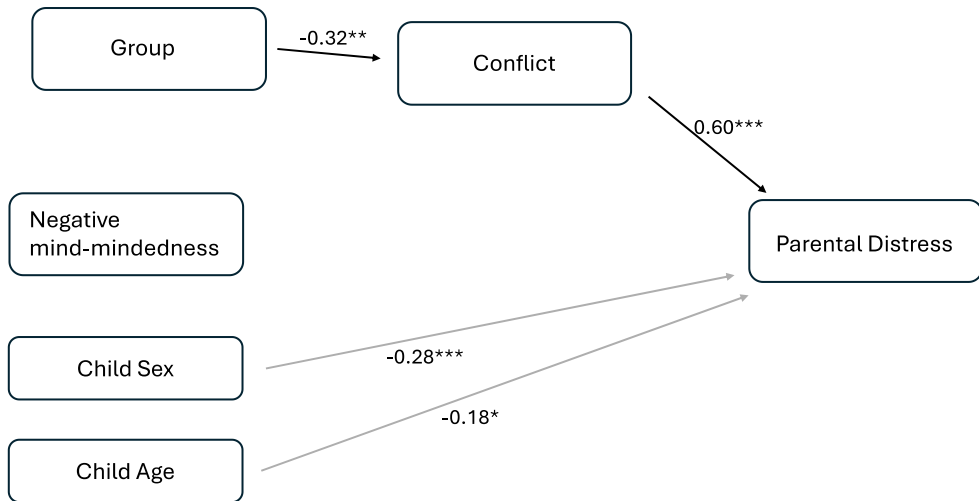 Group
-0.32**
Conflict
0.60***
Negative
mind-mindedness
Parental Distress
Child Sex
-0.28***
-0.18*
Child Age